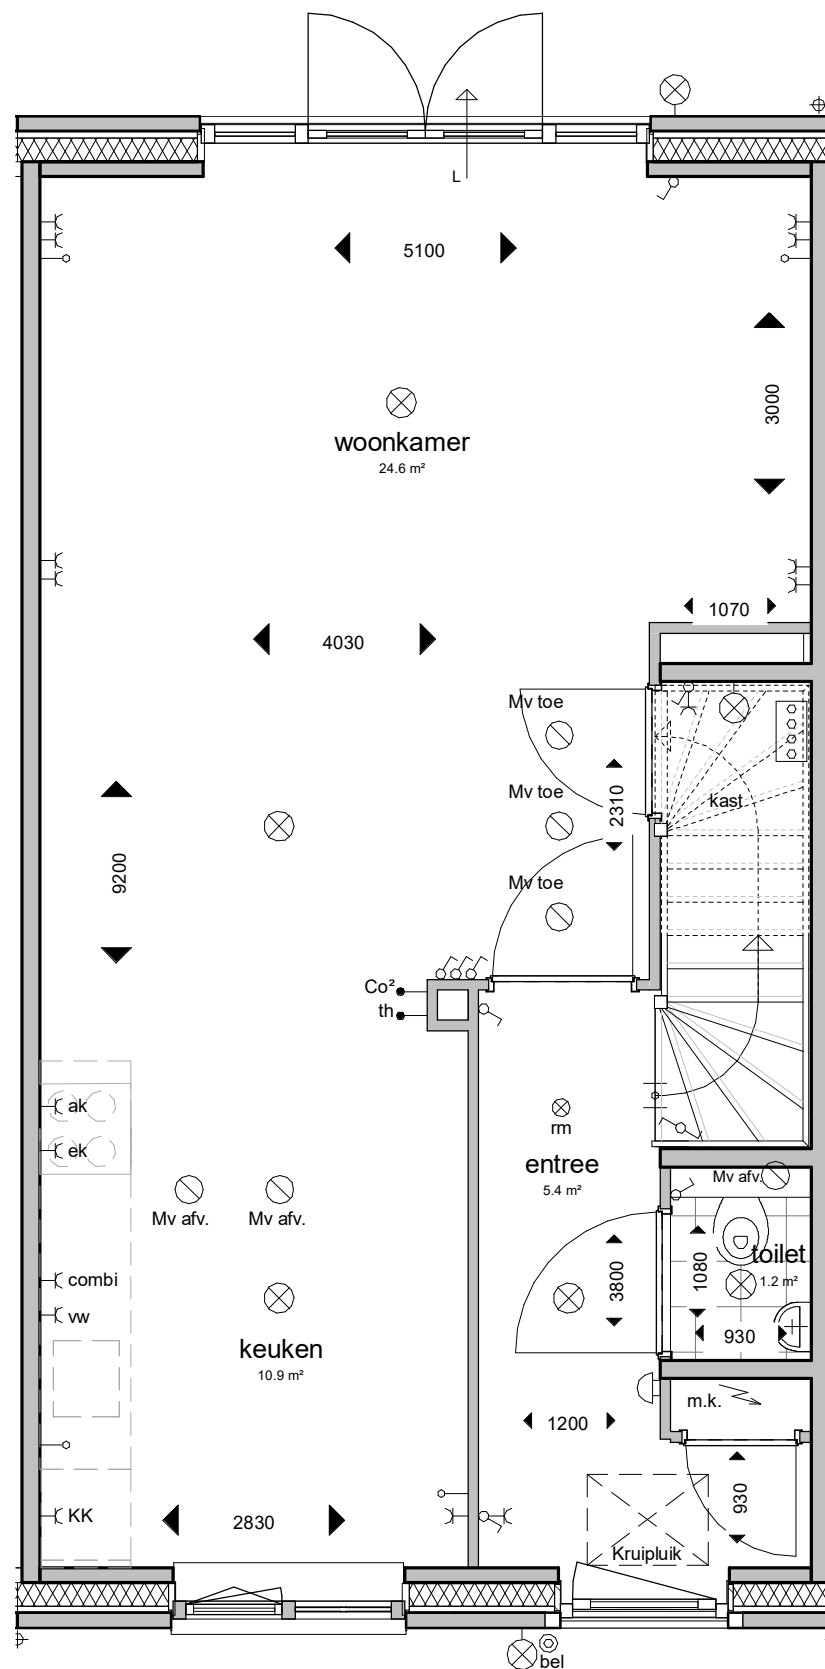 L
5100
3000
woonkamer
24.6 m²
1070
4030
Mv toe
kast
Mv toe
2310
9200
Mv toe
Co²
th
ak
rm
ek
entree
5.4 m²
Mv afv.
Mv afv.
Mv afv.
toilet
1.2 m²
1080
3800
combi
vw
930
keuken
10.9 m²
m.k.
1200
930
KK
2830
Kruipluik
bel